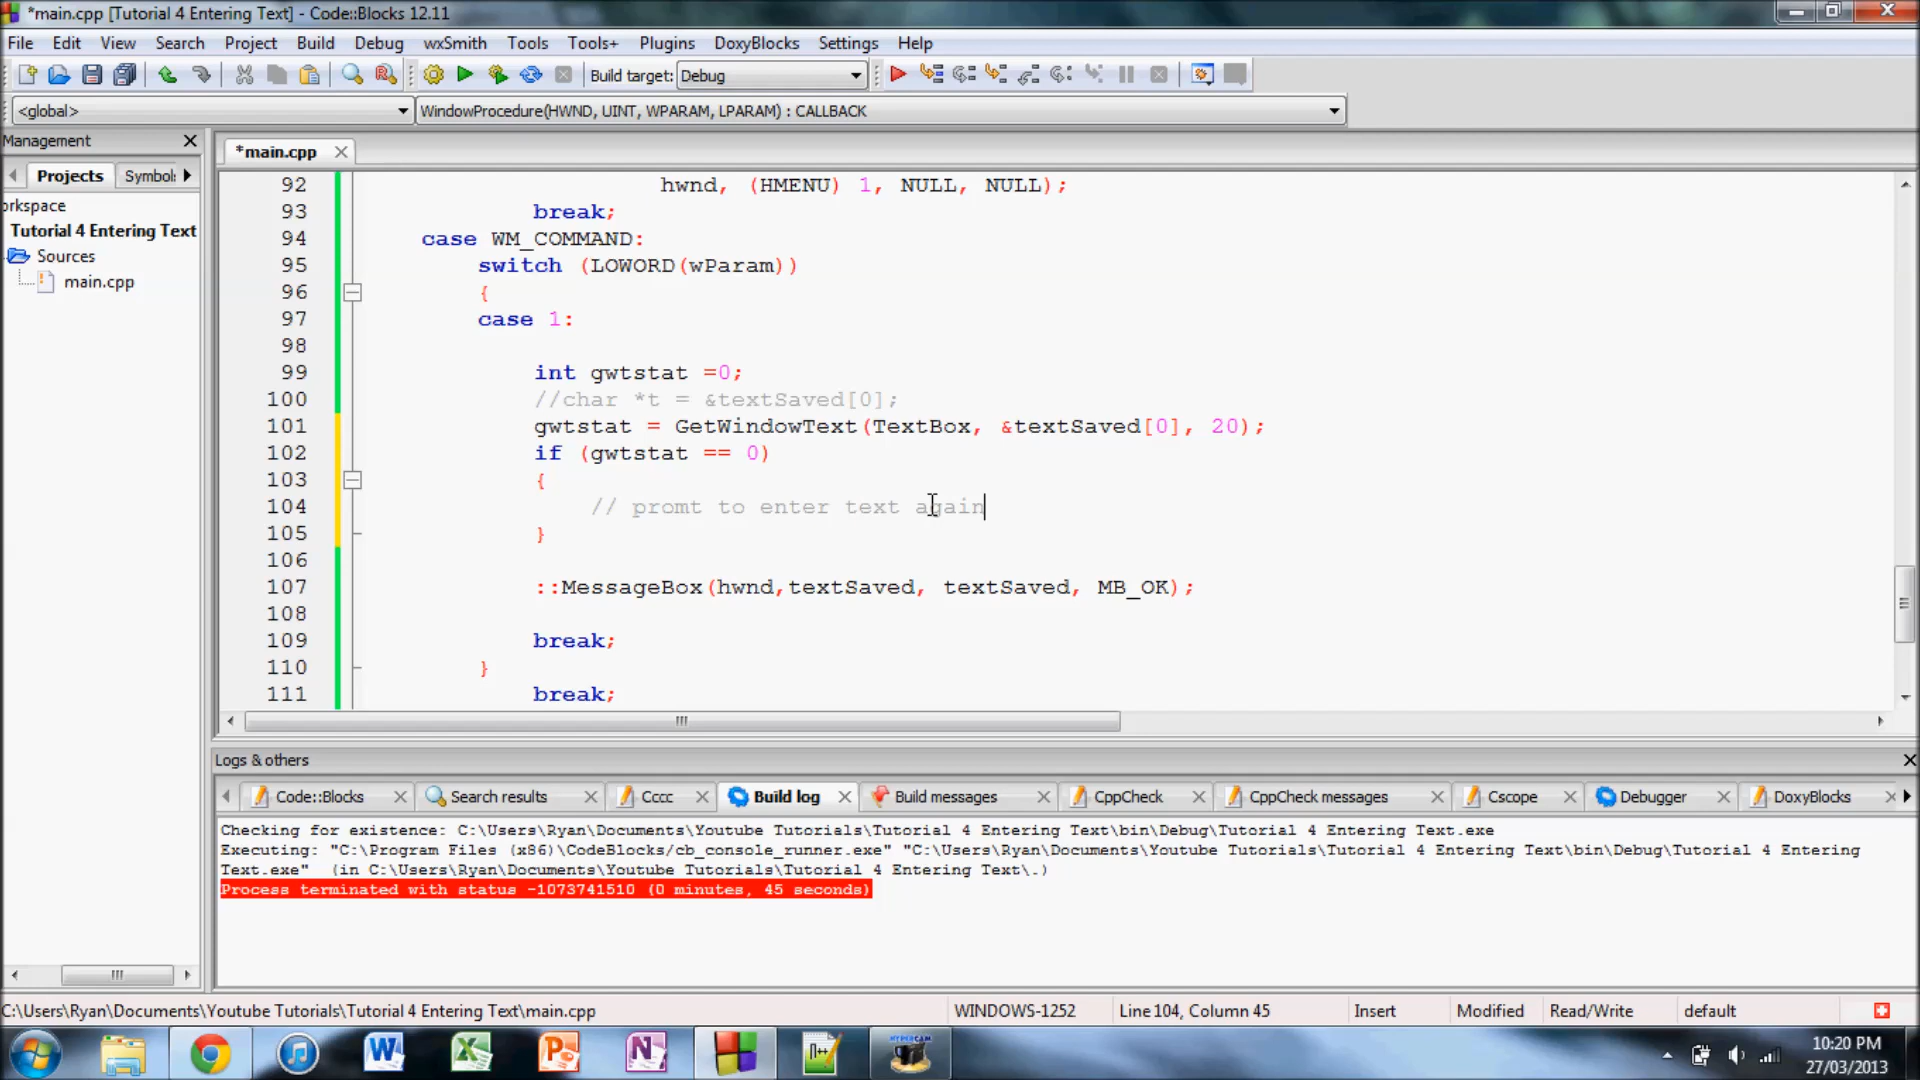 *main.cpp [Tutorial 4 Entering Text] - Code::Blocks 12.11
File Edit View Search Project Build Debug wxSmith Tools Tools+ Plugins DoxyBlocks Settings Help
Build target: Debug
<global> WindowProcedure(HWND, UINT, WPARAM, LPARAM) : CALLBACK
Management
*main.cpp
Projects Symbols
orkspace
Tutorial 4 Entering Text
Sources
main.cpp
92 hwnd, (HMENU) 1, NULL, NULL);
93 break;
94 case WM_COMMAND:
95 switch (LOWORD(wParam))
96 {
97 case 1:
98
99 int gwtstat =0;
100 //char *t = &textSaved[0];
101 gwtstat = GetWindowText(TextBox, &textSaved[0], 20);
102 if (gwtstat == 0)
103 {
104 // promt to enter text again
105 }
106
107 ::MessageBox(hwnd,textSaved, textSaved, MB_OK);
108
109 break;
110 }
111 break;
Logs & others
Code::Blocks Search results Cccc Build log Build messages CppCheck CppCheck messages Cscope Debugger DoxyBlocks
Checking for existence: C:\Users\Ryan\Documents\Youtube Tutorials\Tutorial 4 Entering Text\bin\Debug\Tutorial 4 Entering Text.exe
Executing: "C:\Program Files (x86)\CodeBlocks/cb_console_runner.exe" "C:\Users\Ryan\Documents\Youtube Tutorials\Tutorial 4 Entering Text\bin\Debug\Tutorial 4 Entering
Text.exe" (in C:\Users\Ryan\Documents\Youtube Tutorials\Tutorial 4 Entering Text\.)
Process terminated with status -1073741510 (0 minutes, 45 seconds)
C:\Users\Ryan\Documents\Youtube Tutorials\Tutorial 4 Entering Text\main.cpp WINDOWS-1252 Line 104, Column 45 Insert Modified Read/Write default
HYPERCAM
10:20 PM
27/03/2013